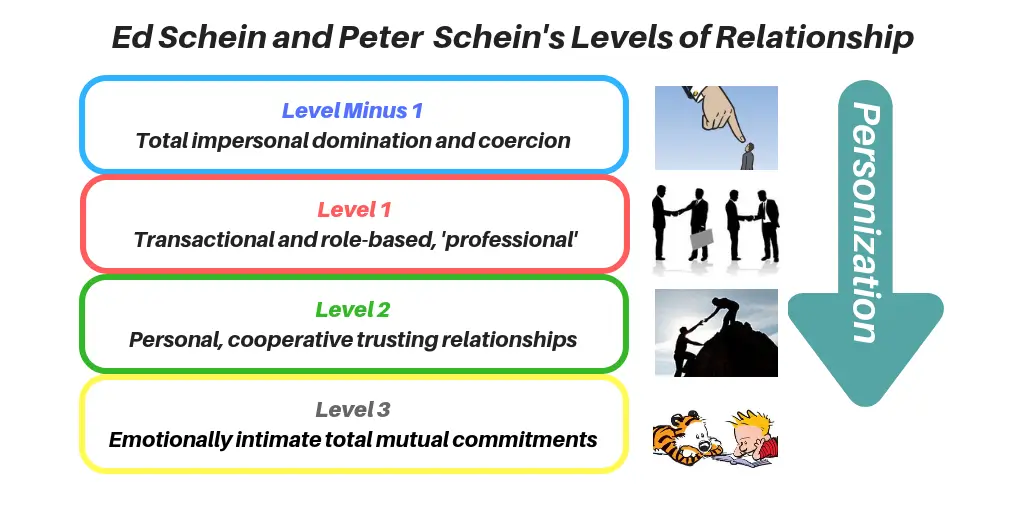 Ed Schein and Peter Schein's Levels of Relationship
Level Minus 1
Total impersonal domination and coercion
Level 1
Transactional and role-based, 'professional'
Level 2
Personal, cooperative trusting relationships
Level 3
Emotionally intimate total mutual commitments
Personization